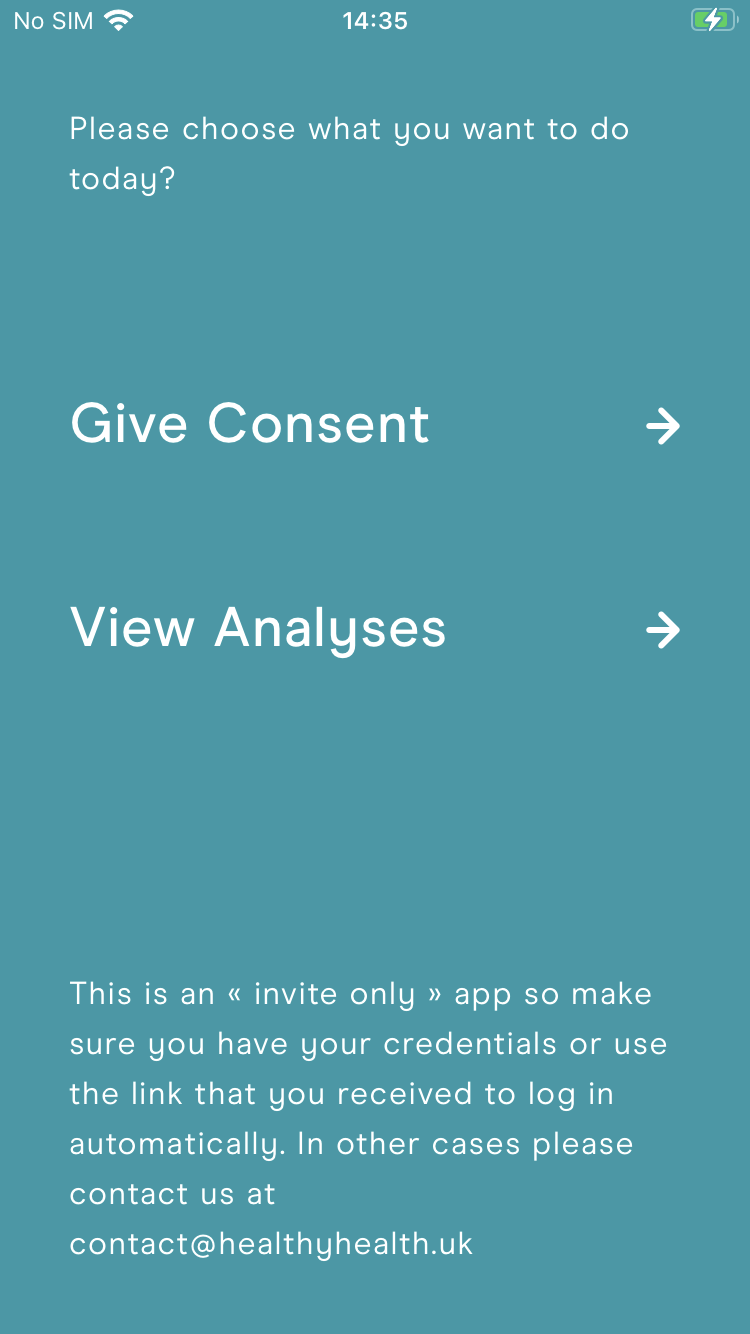 No SIM 14:35
Please choose what you want to do
today?
Give Consent
View Analyses
This is an « invite only » app so make
sure you have your credentials or use
the link that you received to log in
automatically. In other cases please
contact us at
contact@healthyhealth.uk